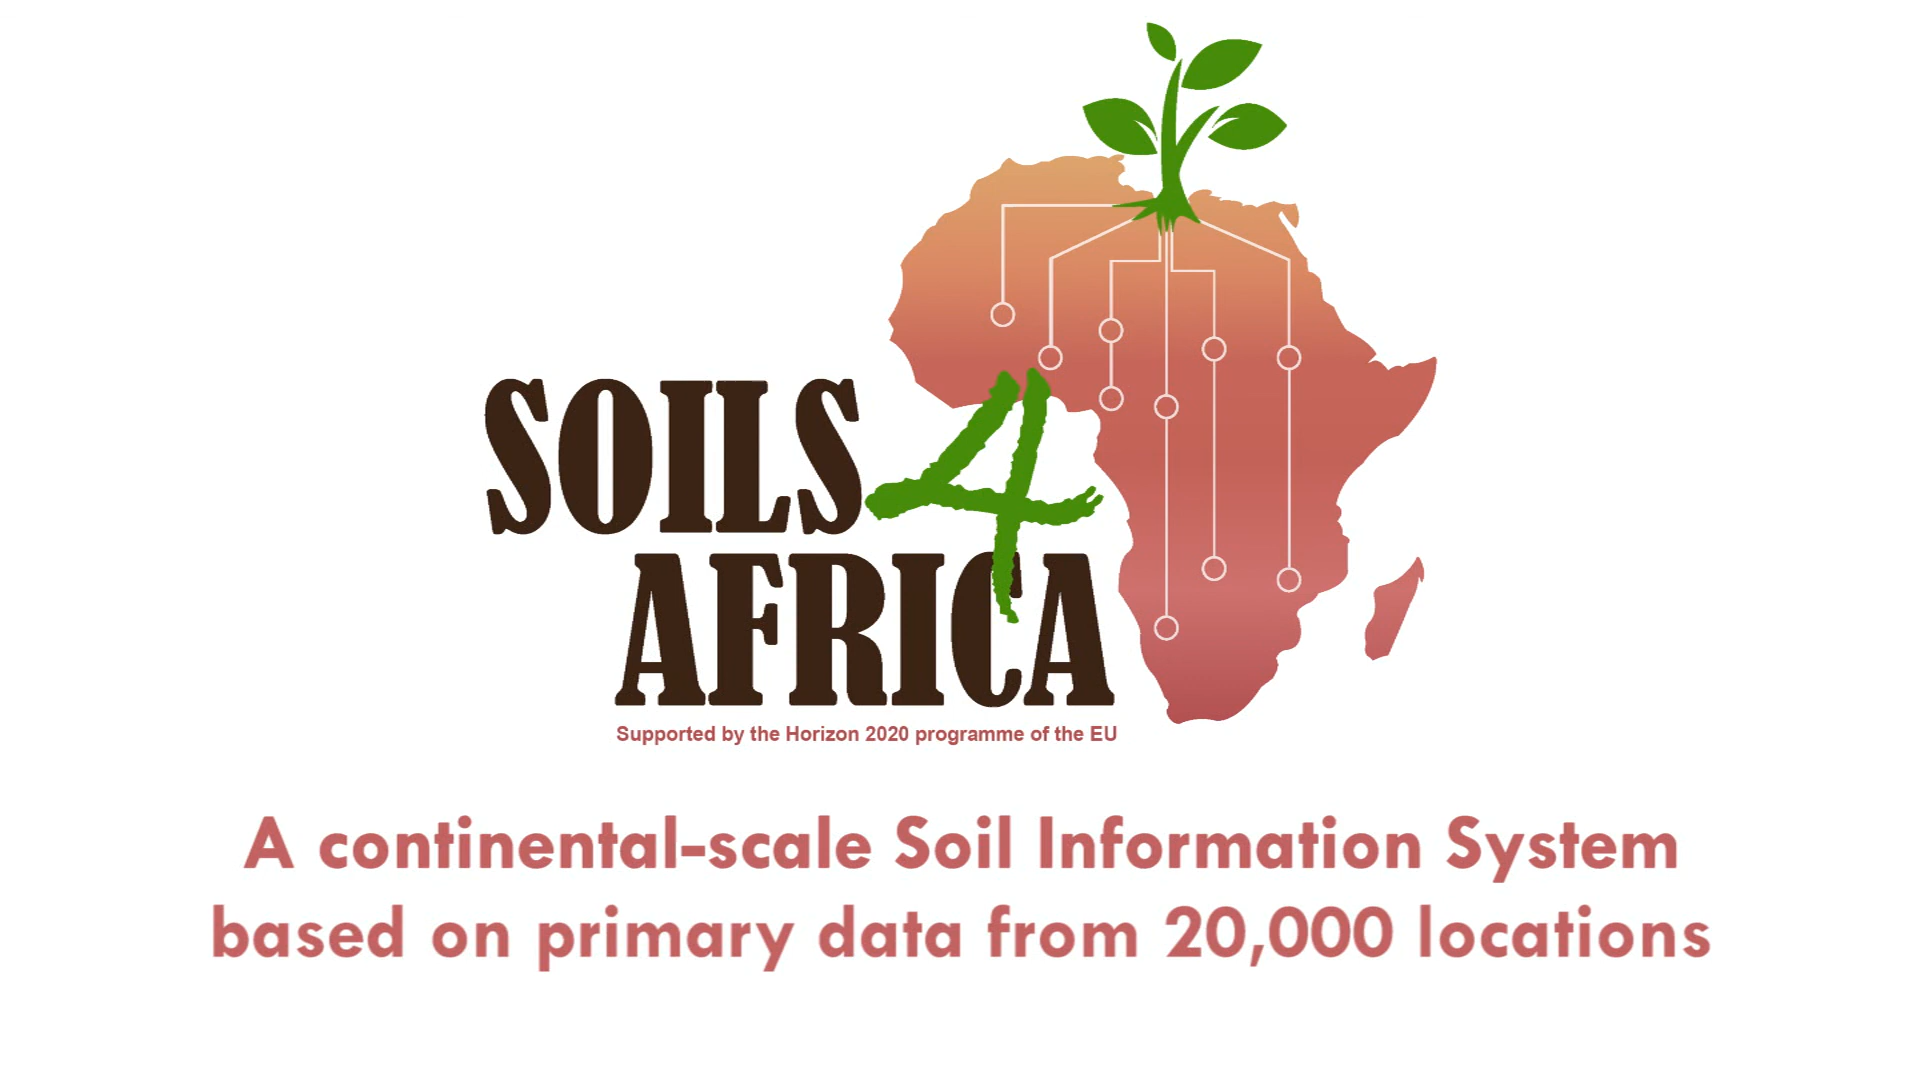 SOILS4
AFRICA
Supported by the Horizon 2020 programme of the EU
A continental-scale Soil Information System
based on primary data from 20,000 locations